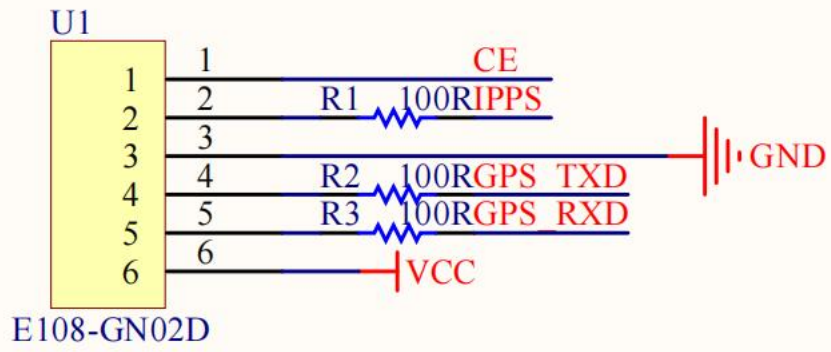 U1
1 1 CE
2 2 R1 100R IPPS
3 3 GND
4 4 R2 100R GPS_TXD
5 5 R3 100R GPS_RXD
6 6 VCC
E108-GN02D